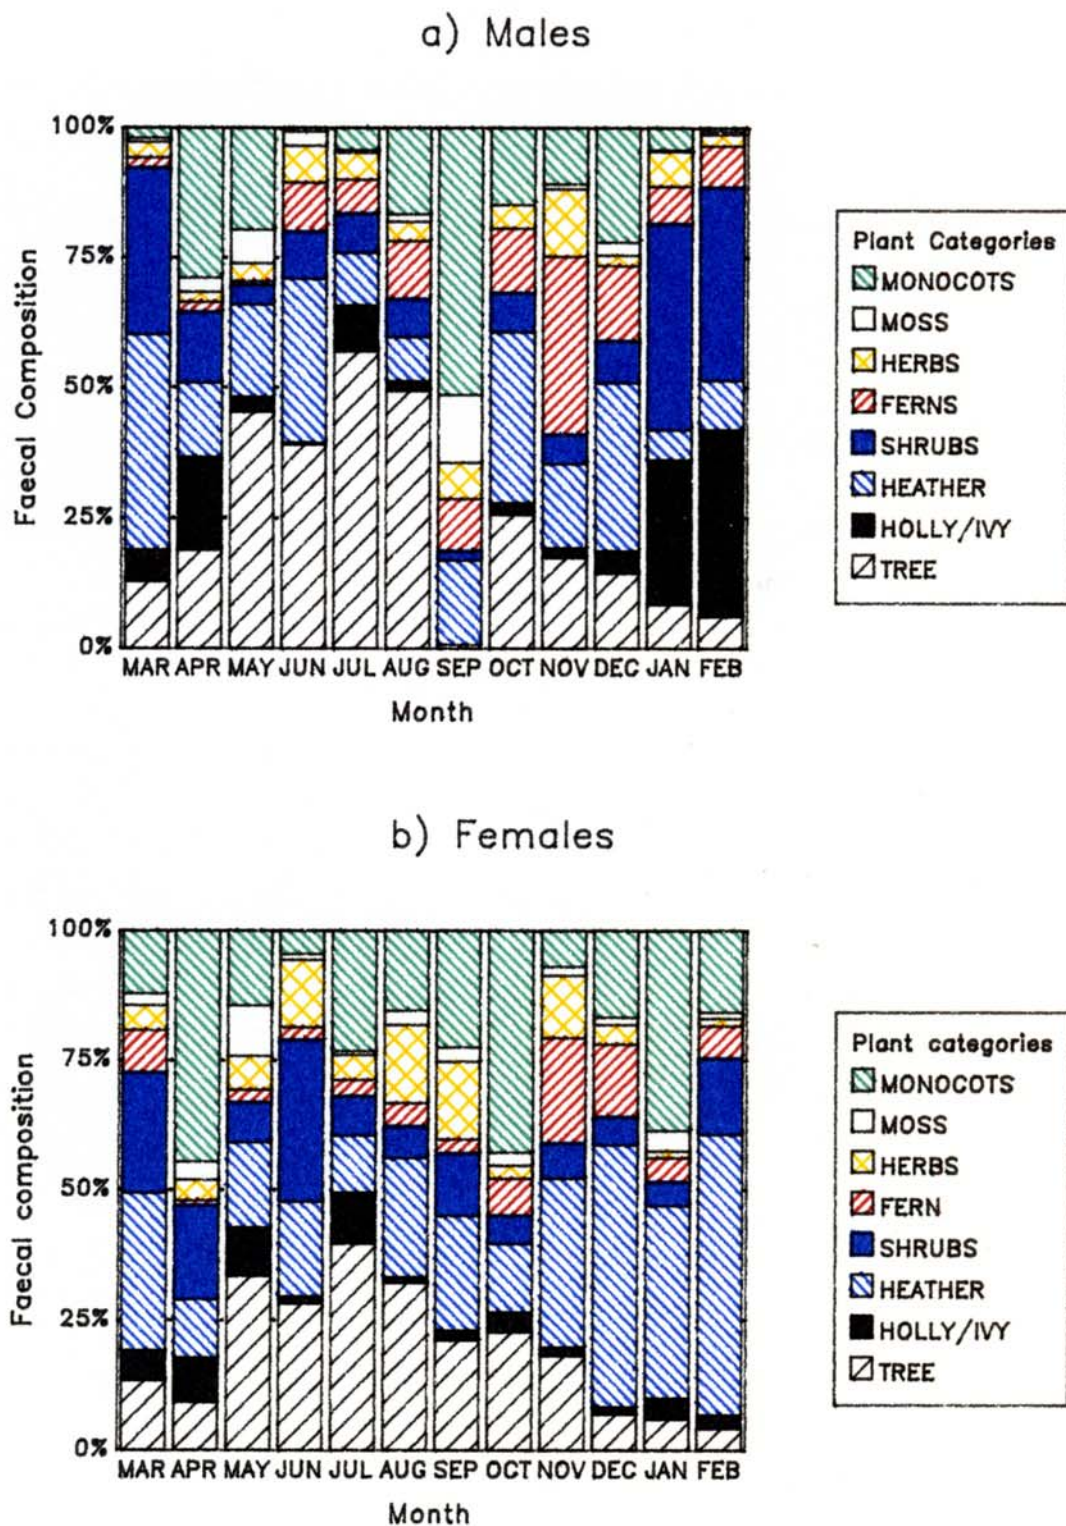 a) Males
100%
75%
50%
25%
0%
Faecal Composition
MAR APR MAY JUN JUL AUG SEP OCT NOV DEC JAN FEB
Month
Plant Categories
MONOCOTS
MOSS
HERBS
FERNS
SHRUBS
HEATHER
HOLLY/IVY
TREE
b) Females
100%
75%
50%
25%
0%
Faecal composition
MAR APR MAY JUN JUL AUG SEP OCT NOV DEC JAN FEB
Month
Plant categories
MONOCOTS
MOSS
HERBS
FERN
SHRUBS
HEATHER
HOLLY/IVY
TREE